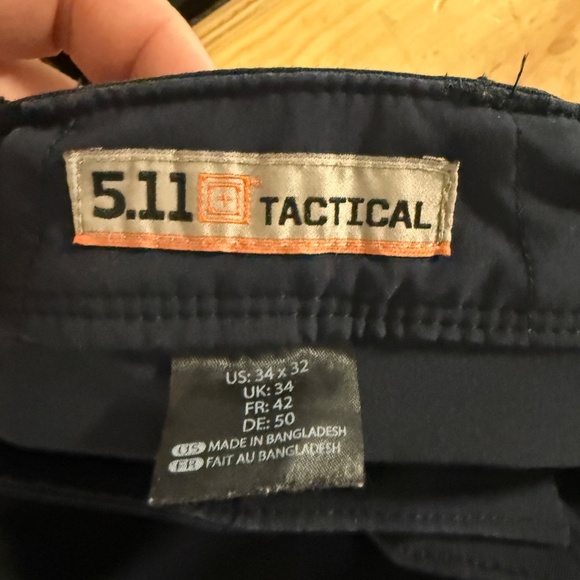 5.11 TACTICAL
US: 34 x 32
UK: 34
FR: 42
DE: 50
US MADE IN BANGLADESH
FR FAIT AU BANGLADESH